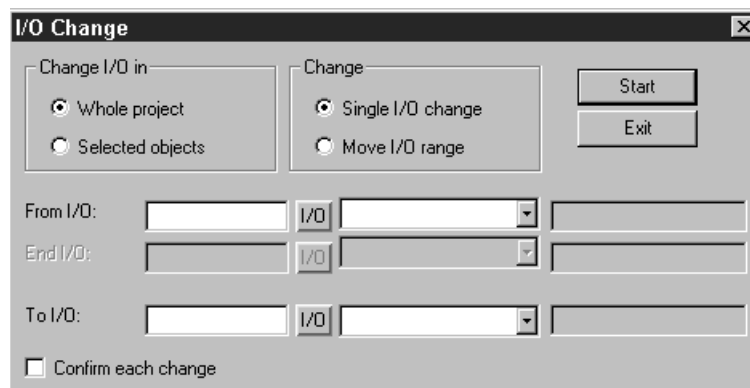 I/O Change
Change I/O in
Change
Whole project
Single I/O change
Start
Selected objects
Move I/O range
Exit
From I/O:
I/O
End I/O:
I/O
To I/O:
I/O
Confirm each change